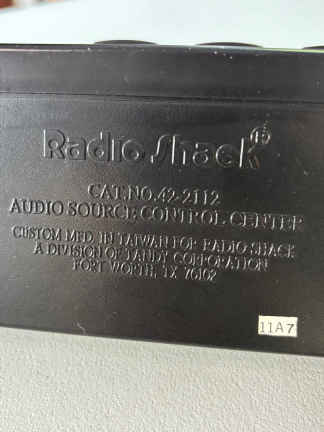 Radio Shack®
CAT.NO.42-2112
AUDIO SOURCE CONTROL CENTER
CUSTOM MFD. IN TAIWAN FOR RADIO SHACK
A DIVISION OF TANDY CORPORATION
FORT WORTH, TX 76102
11A7